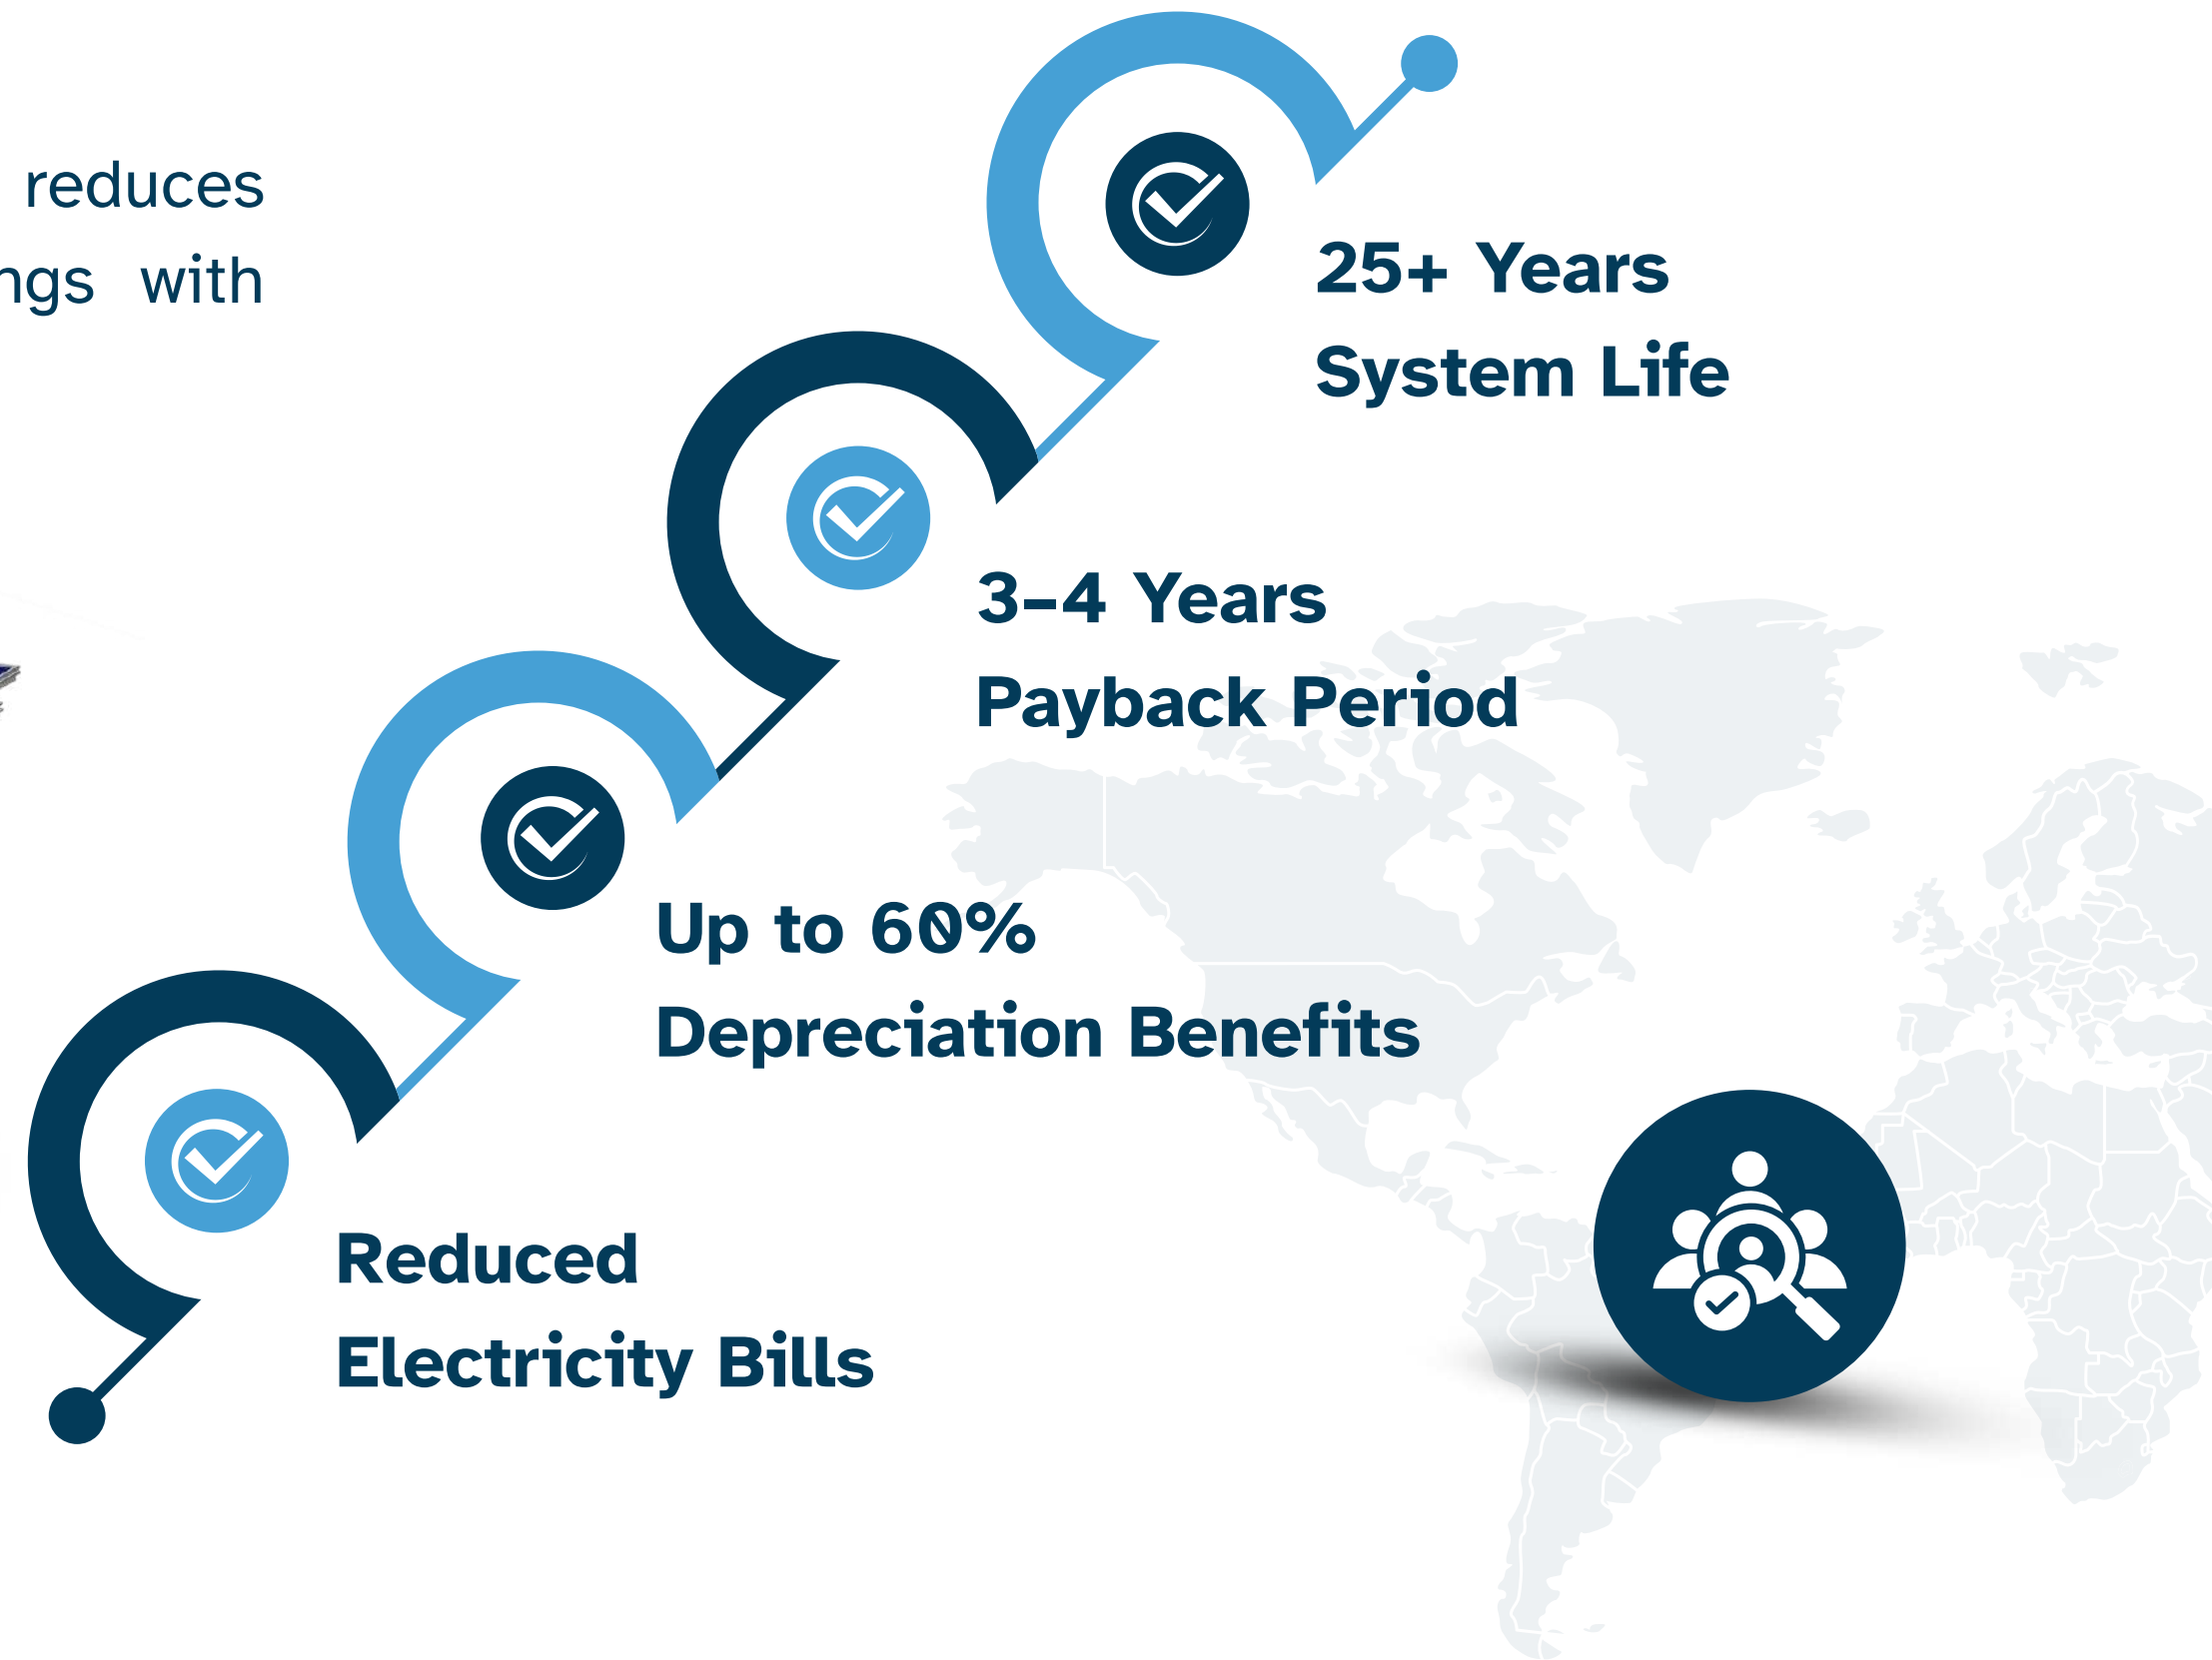 reduces
ngs with
25+ Years
System Life
3–4 Years
Payback Period
Up to 60%
Depreciation Benefits
Reduced
Electricity Bills